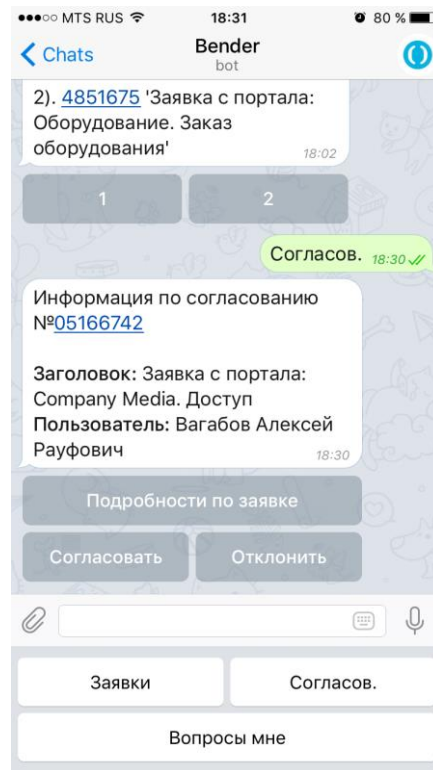 MTS RUS 18:31 80 %
Chats Bender
bot
2). 4851675 'Заявка с портала:
Оборудование. Заказ
оборудования'
18:02
1 2
Согласов. 18:30
Информация по согласованию
№05166742
Заголовок: Заявка с портала:
Company Media. Доступ
Пользователь: Вагабов Алексей
Рауфович
18:30
Подробности по заявке
Согласовать Отклонить
Заявки Согласов.
Вопросы мне